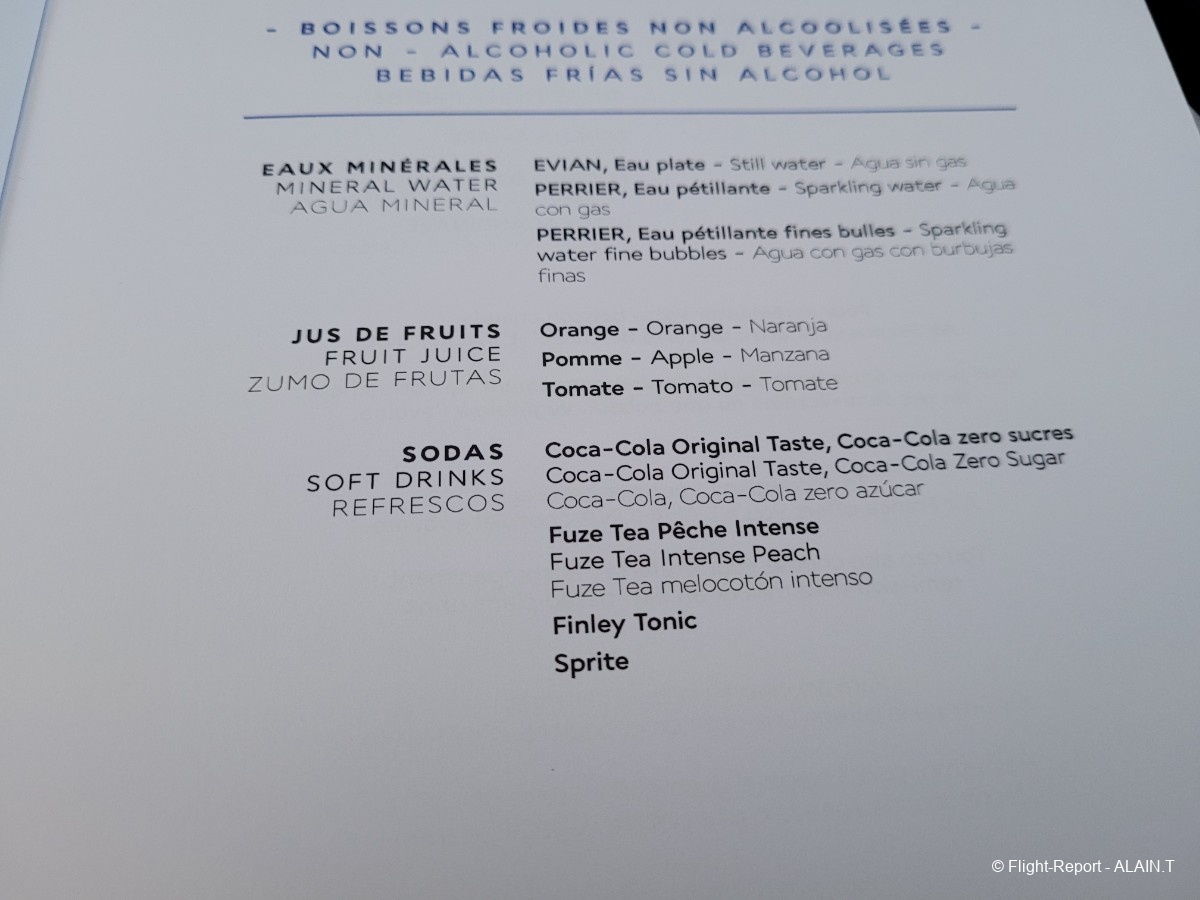 - BOISSONS FROIDES NON ALCOOLISÉES -
NON - ALCOHOLIC COLD BEVERAGES
BEBIDAS FRÍAS SIN ALCOHOL
EAUX MINÉRALES
MINERAL WATER
AGUA MINERAL
EVIAN, Eau plate - Still water - Agua sin gas
PERRIER, Eau pétillante - Sparkling water - Agua
con gas
PERRIER, Eau pétillante fines bulles - Sparkling
water fine bubbles - Agua con gas con burbujas
finas
JUS DE FRUITS
FRUIT JUICE
ZUMO DE FRUTAS
Orange - Orange - Naranja
Pomme - Apple - Manzana
Tomate - Tomato - Tomate
SODAS
SOFT DRINKS
REFRESCOS
Coca-Cola Original Taste, Coca-Cola zero sucres
Coca-Cola Original Taste, Coca-Cola Zero Sugar
Coca-Cola, Coca-Cola zero azúcar
Fuze Tea Pêche Intense
Fuze Tea Intense Peach
Fuze Tea melocotón intenso
Finley Tonic
Sprite
© Flight-Report - ALAIN.T